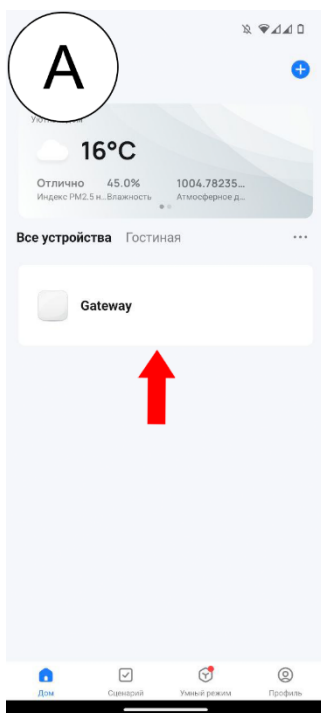 A
16°C
Отлично 45.0% 1004.78235...
Индекс PM2.5 н... Влажность Атмосферное д...
Все устройства Гостиная ...
Gateway
Дом Сценарий Умный режим Профиль